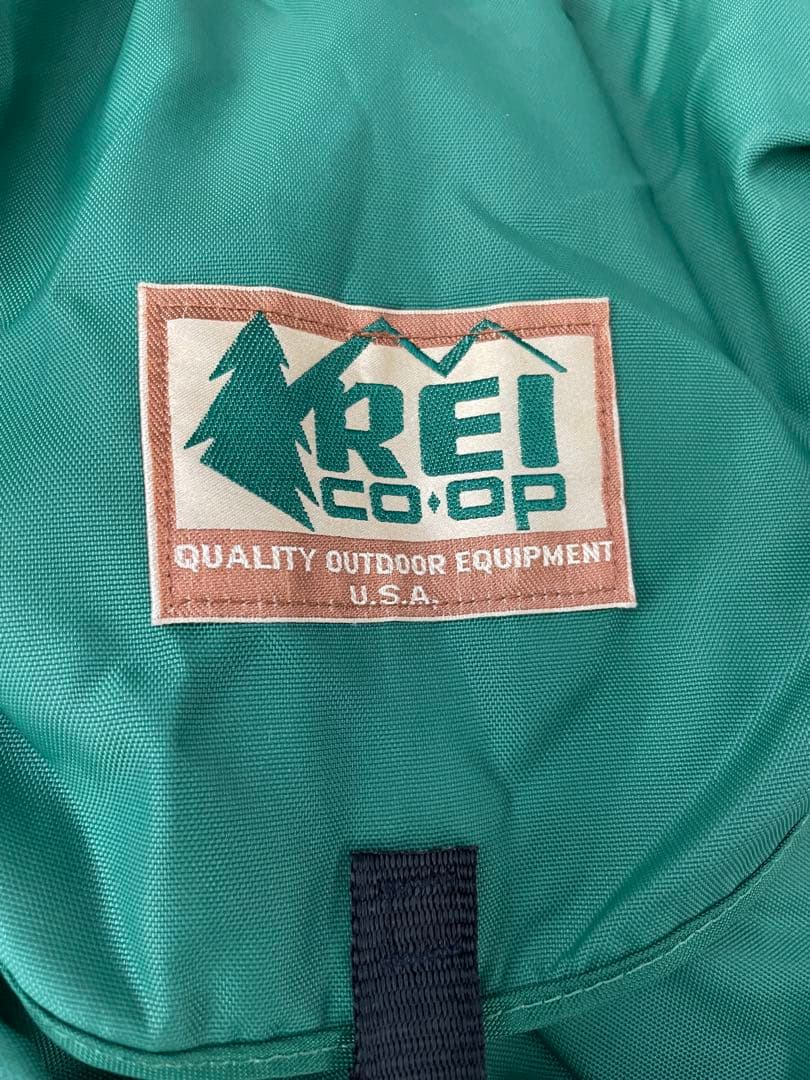 REI
CO♦OP
QUALITY OUTDOOR EQUIPMENT
U.S.A.